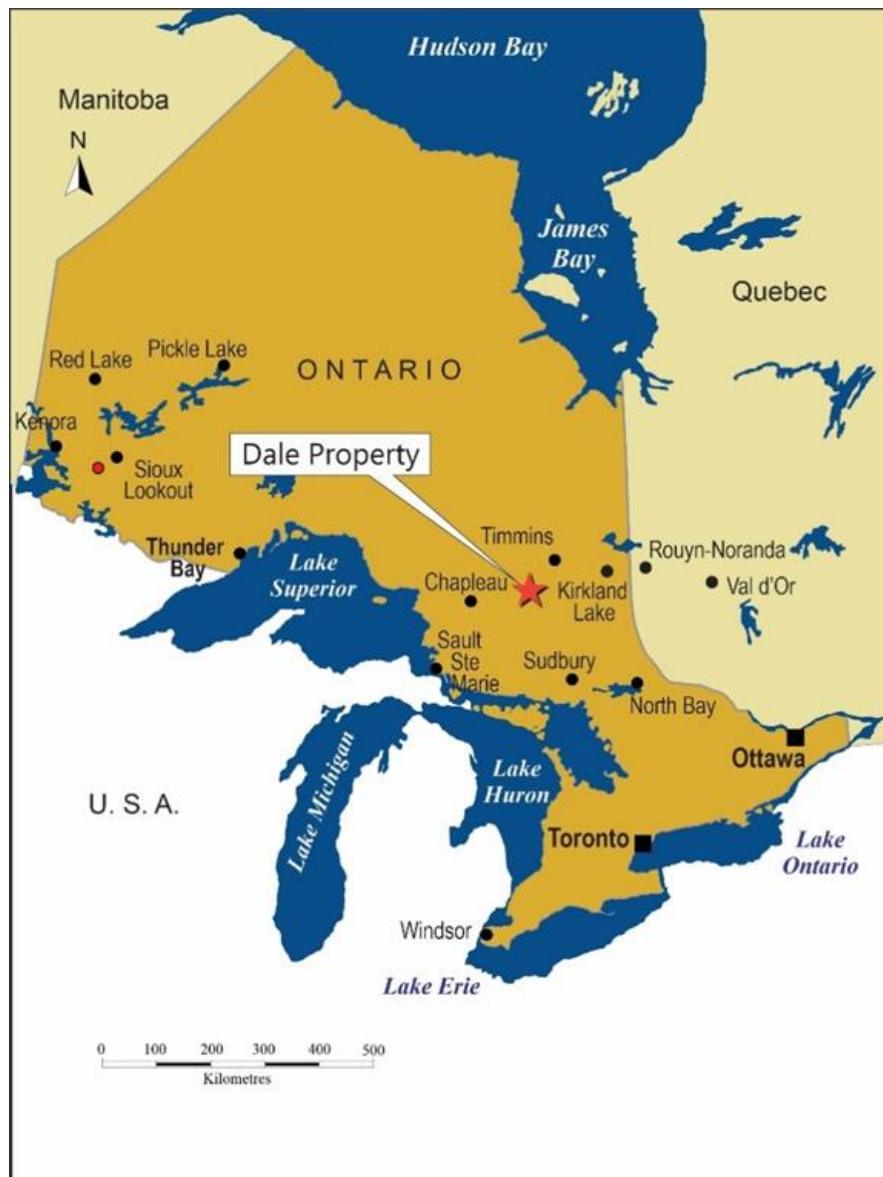 Hudson Bay
Manitoba
N
James
Bay
Quebec
Red Lake
Pickle Lake
ONTARIO
Kenora
Dale Property
Sioux
Lookout
Timmins
Thunder
Bay
Rouyn-Noranda
Lake
Superior
Chapleau
Kirkland
Lake
Val d'Or
Sault
Ste
Marie
Sudbury
North Bay
Ottawa
Lake Michigan
Lake
Huron
U. S. A.
Toronto
Lake
Ontario
Windsor
Lake Erie
0 100 200 300 400 500
Kilometres